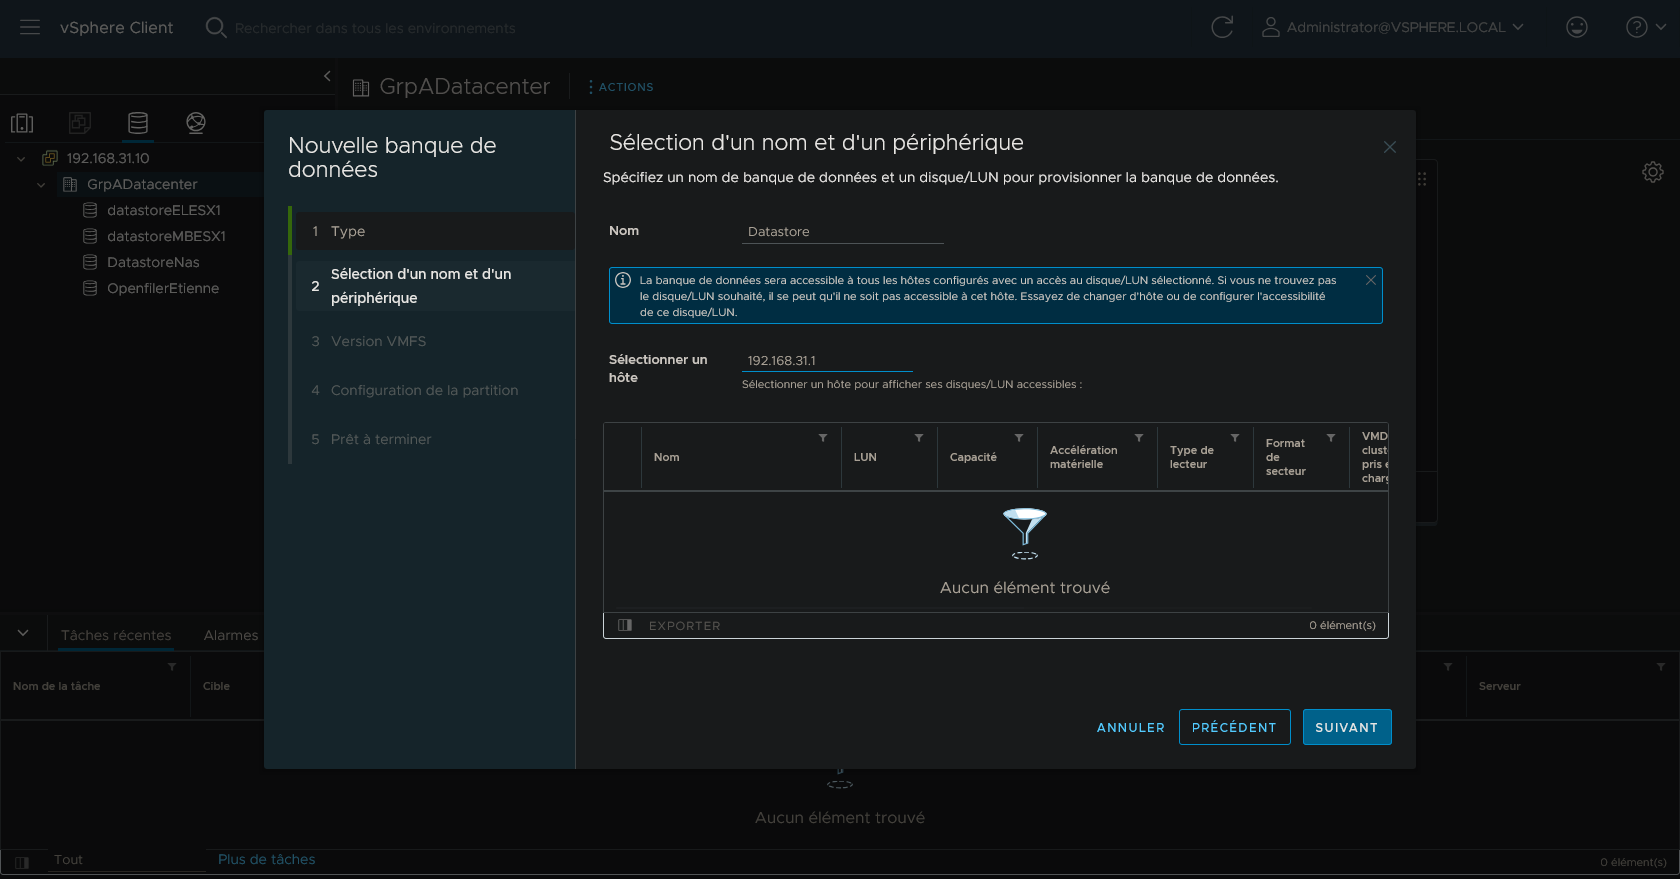 vSphere Client
Rechercher dans tous les environnements
Administrator@VSPHERE.LOCAL
GrpADatacenter
ACTIONS
192.168.31.10
GrpADatacenter
datastoreELESX1
datastoreMBESX1
DatastoreNas
OpenfilerEtienne
Nouvelle banque de
données
1 Type
2 Sélection d'un nom et d'un
périphérique
3 Version VMFS
4 Configuration de la partition
5 Prêt à terminer
Sélection d'un nom et d'un périphérique
Spécifiez un nom de banque de données et un disque/LUN pour provisionner la banque de données.
Nom
Datastore
La banque de données sera accessible à tous les hôtes configurés avec un accès au disque/LUN sélectionné. Si vous ne trouvez pas
le disque/LUN souhaité, il se peut qu'il ne soit pas accessible à cet hôte. Essayez de changer d'hôte ou de configurer l'accessibilité
de ce disque/LUN.
Sélectionner un
hôte
192.168.31.1
Sélectionner un hôte pour afficher ses disques/LUN accessibles :
Nom
LUN
Capacité
Accélération
matérielle
Type de
lecteur
Format
de
secteur
VMD
clust
pris
charg
Aucun élément trouvé
EXPORTER
0 élément(s)
ANNULER
PRÉCÉDENT
SUIVANT
Tâches récentes
Alarmes
Nom de la tâche
Cible
Serveur
Aucun élément trouvé
Tout
Plus de tâches
0 élément(s)